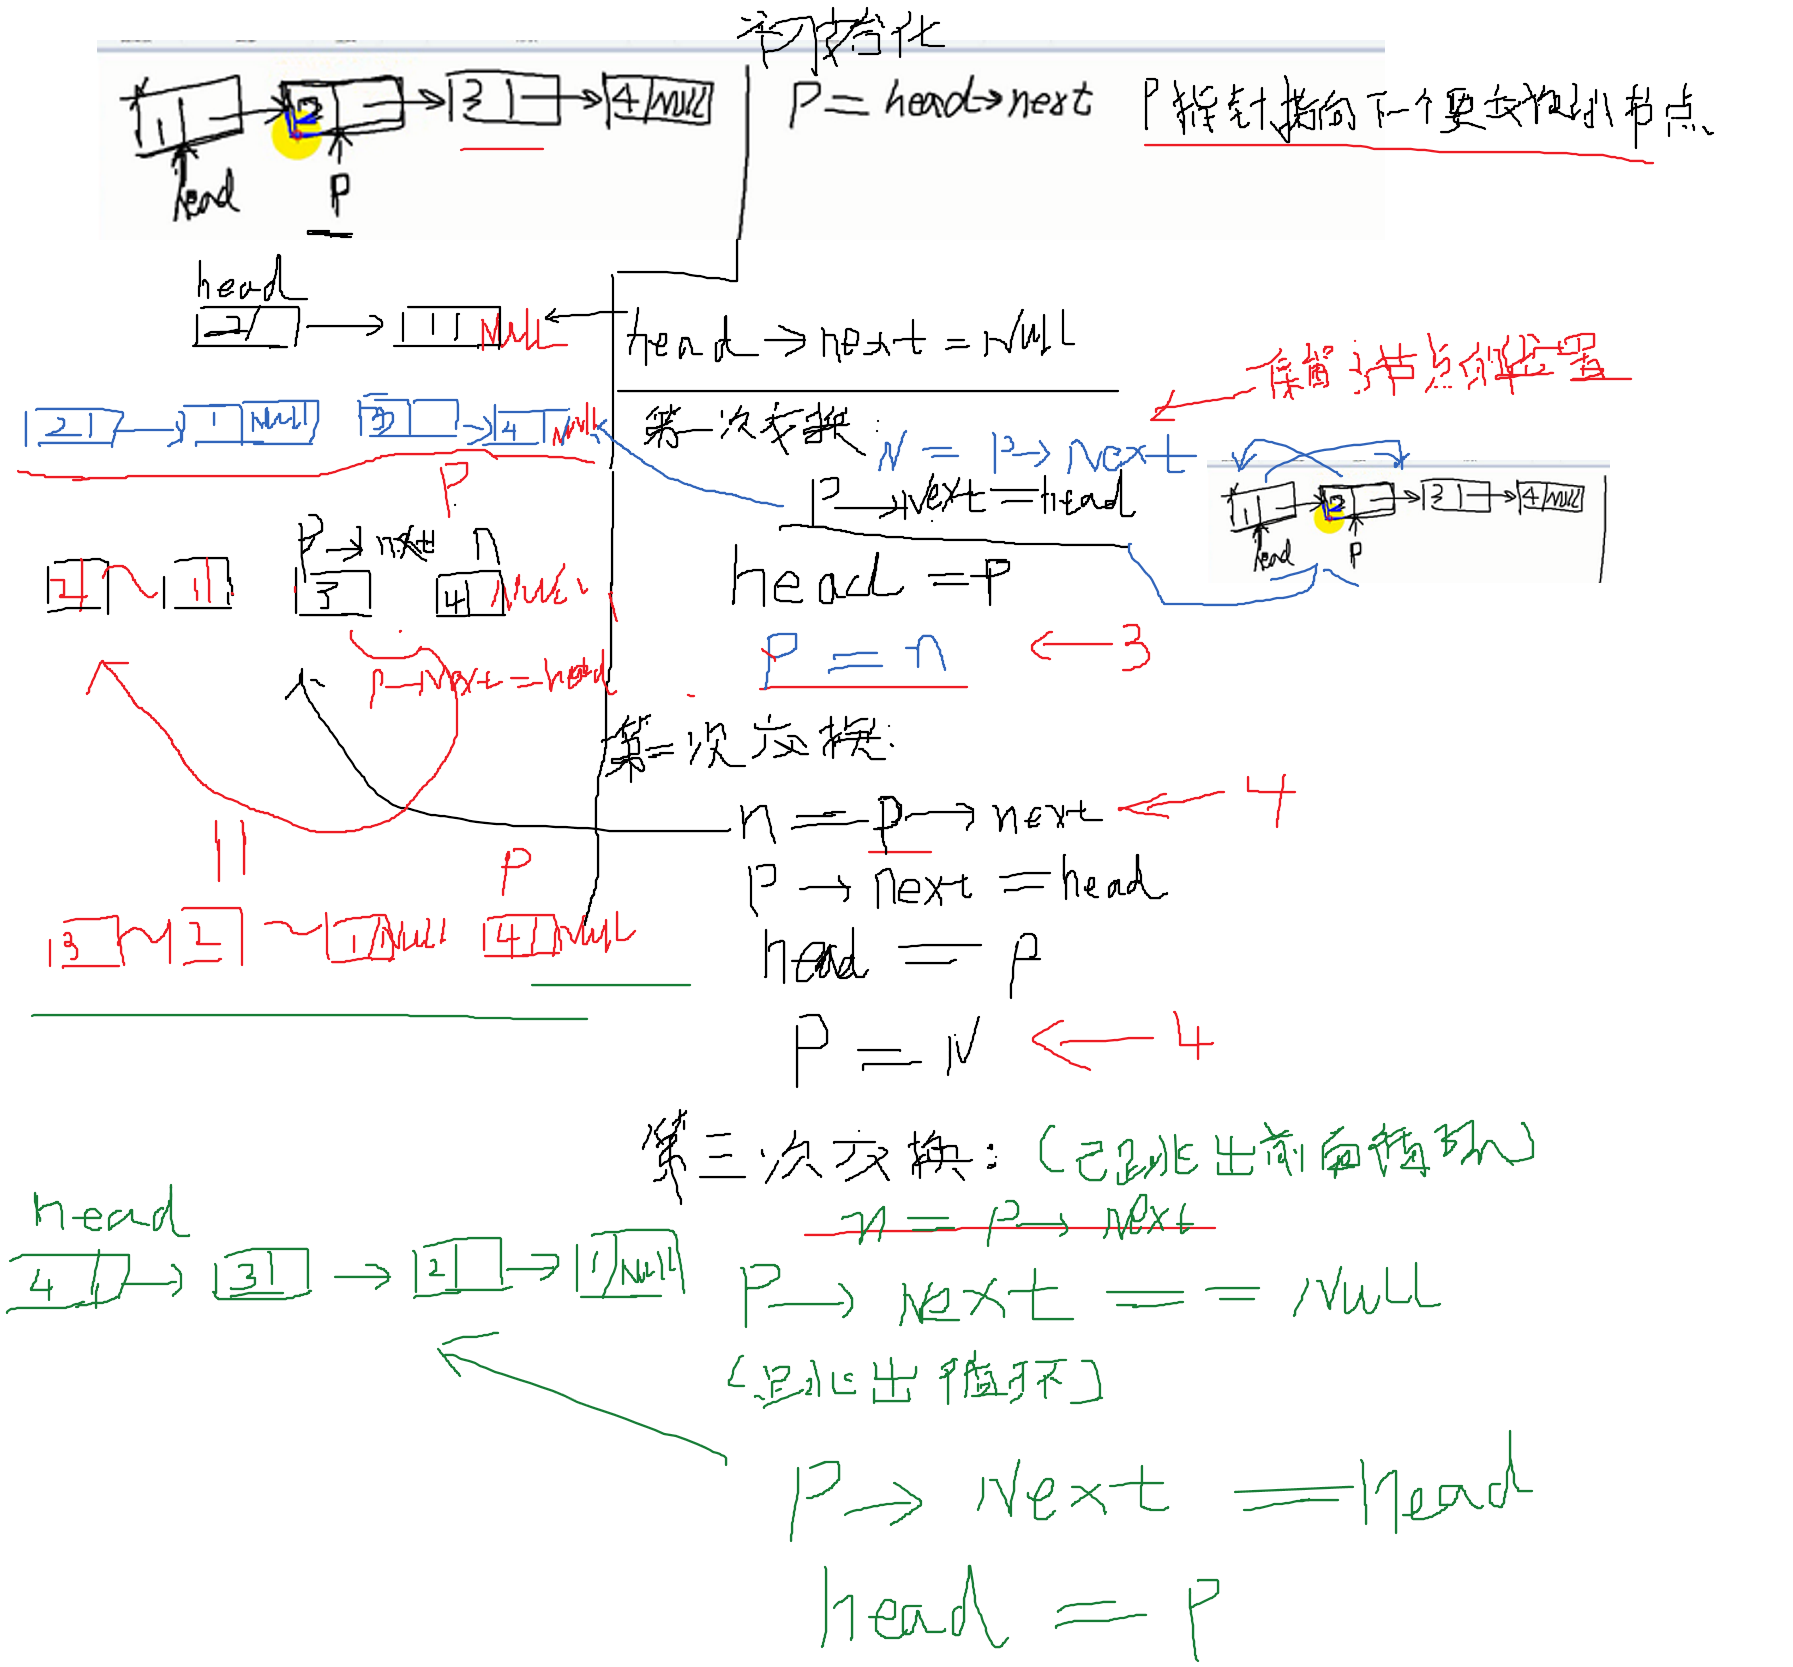 初始化
1 2 3 4 NULL
P = head→next
P指针指向下一个要交换的节点
head P
head
2 1 NULL
head → next = NULL
保留3节点的位置
2 1 NULL 3 4 NULL
第一次交换:
N = P→Next
P
P→Next=head
1 2 3 4 NULL
head P
P→next n
2 1 3 4 NULL
head = P
P = n ← 3
P→Next=head
第二次交换:
n = P → next ← 4
P → next = head
P
3 2 1 NULL 4 NULL
head = P
P = N ← 4
第三次交换: (已跳出前面循环)
n = P → Next
head
4 → 3 → 2 → 1 NULL
P → Next == NULL
(跳出循环)
P → Next = head
head = P